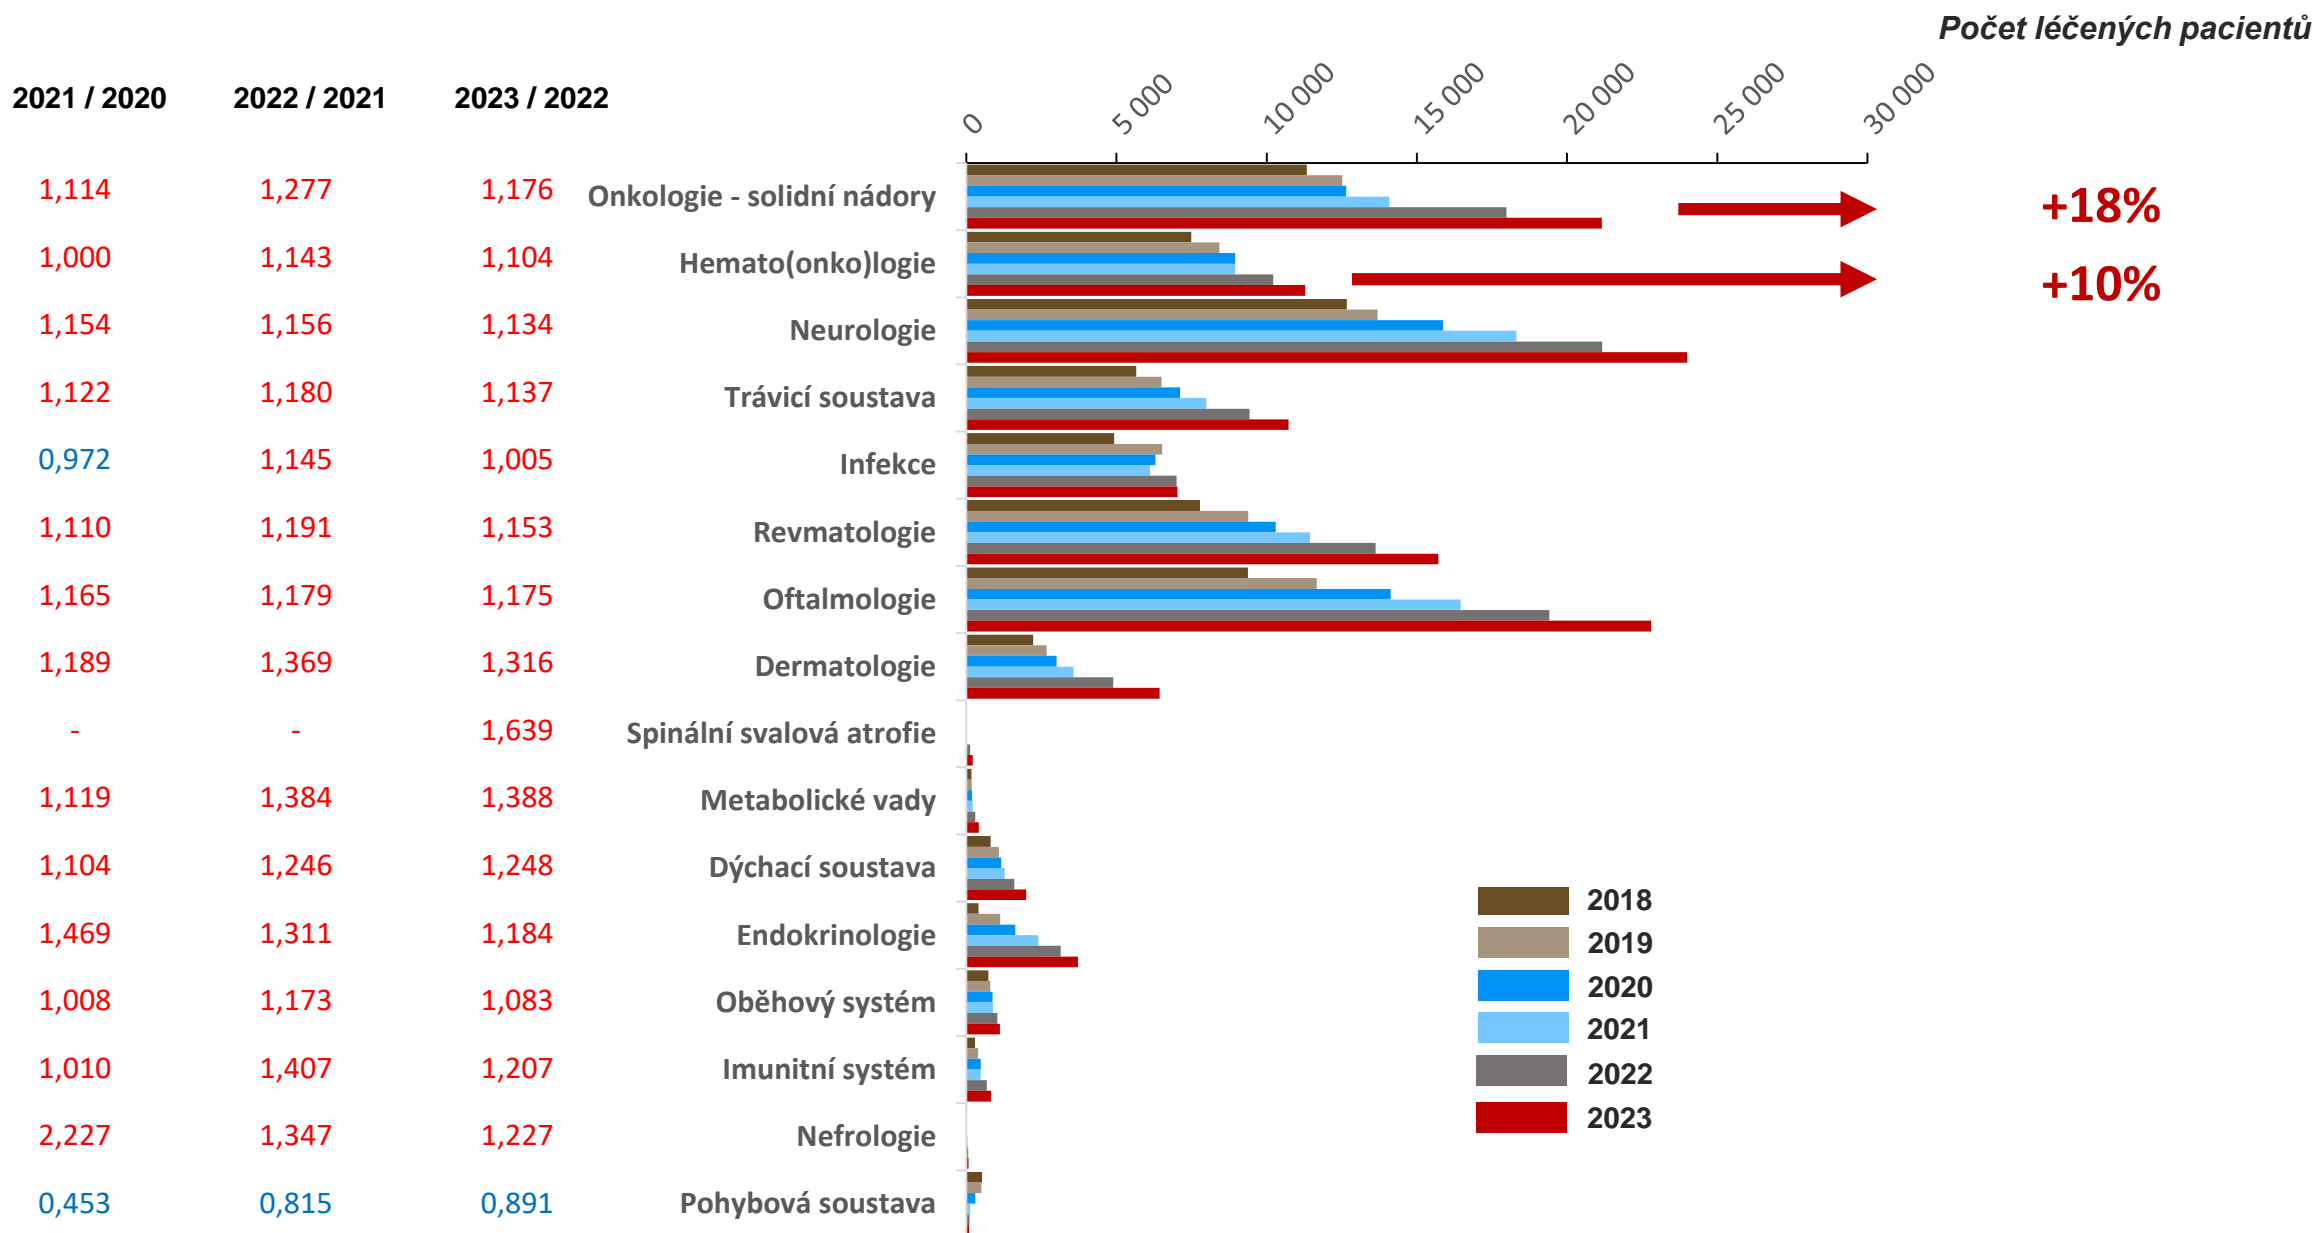 Počet léčených pacientů
2021 / 2020 2022 / 2021 2023 / 2022
0 5 000 10 000 15 000 20 000 25 000 30 000
1,114 1,277 1,176 Onkologie - solidní nádory +18%
1,000 1,143 1,104 Hemato(onko)logie +10%
1,154 1,156 1,134 Neurologie
1,122 1,180 1,137 Trávicí soustava
0,972 1,145 1,005 Infekce
1,110 1,191 1,153 Revmatologie
1,165 1,179 1,175 Oftalmologie
1,189 1,369 1,316 Dermatologie
- - 1,639 Spinální svalová atrofie
1,119 1,384 1,388 Metabolické vady
1,104 1,246 1,248 Dýchací soustava
1,469 1,311 1,184 Endokrinologie
1,008 1,173 1,083 Oběhový systém
1,010 1,407 1,207 Imunitní systém
2,227 1,347 1,227 Nefrologie
0,453 0,815 0,891 Pohybová soustava
2018
2019
2020
2021
2022
2023